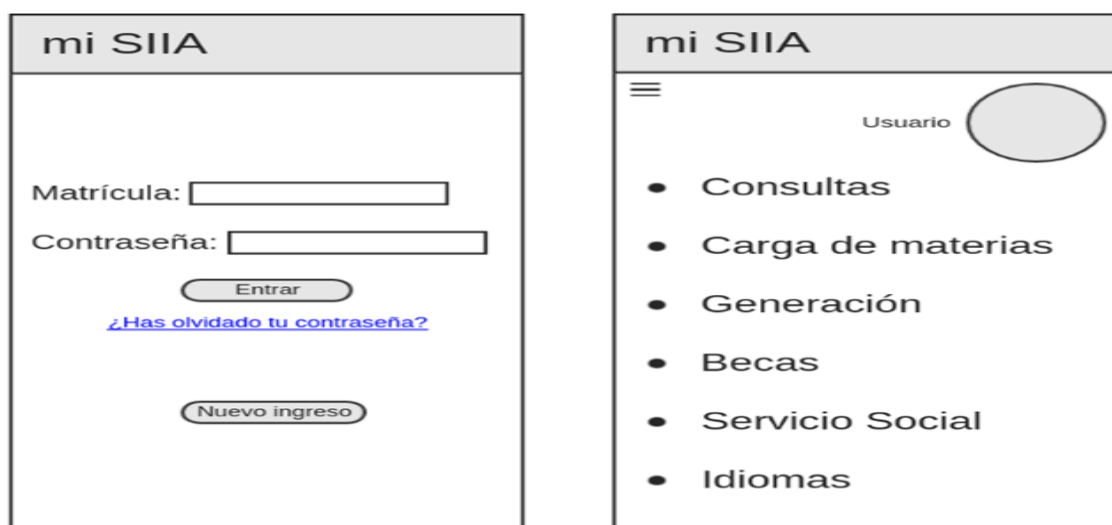 mi SIIA
Matrícula:
Contraseña:
Entrar
¿Has olvidado tu contraseña?
Nuevo ingreso
mi SIIA
Usuario
Consultas
Carga de materias
Generación
Becas
Servicio Social
Idiomas